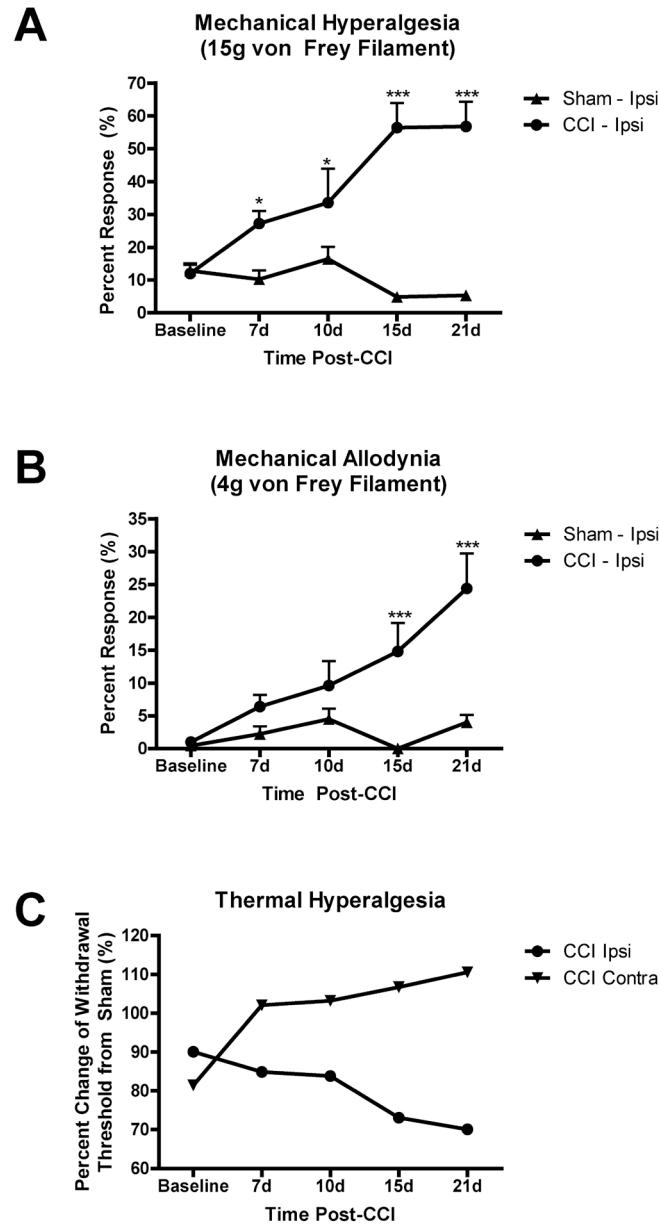 A
Mechanical Hyperalgesia
(15g von Frey Filament)
Percent Response (%)
70
60
50
40
30
20
10
0
*
*
***
***
Baseline 7d 10d 15d 21d
Time Post-CCI
Sham - Ipsi
CCI - Ipsi
B
Mechanical Allodynia
(4g von Frey Filament)
Percent Response (%)
35
30
25
20
15
10
5
0
***
***
Baseline 7d 10d 15d 21d
Time Post-CCI
Sham - Ipsi
CCI - Ipsi
C
Thermal Hyperalgesia
Percent Change of Withdrawal
Threshold from Sham (%)
120
110
100
90
80
70
60
Baseline 7d 10d 15d 21d
Time Post-CCI
CCI Ipsi
CCI Contra